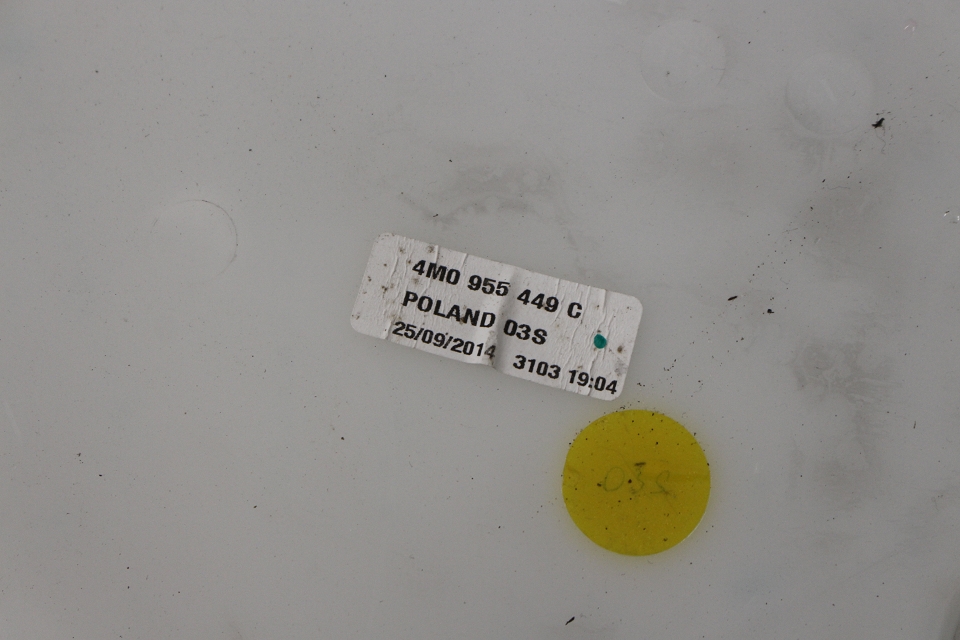 4M0 955 449 C
POLAND 03S
25/09/2014 3103 19:04
03S